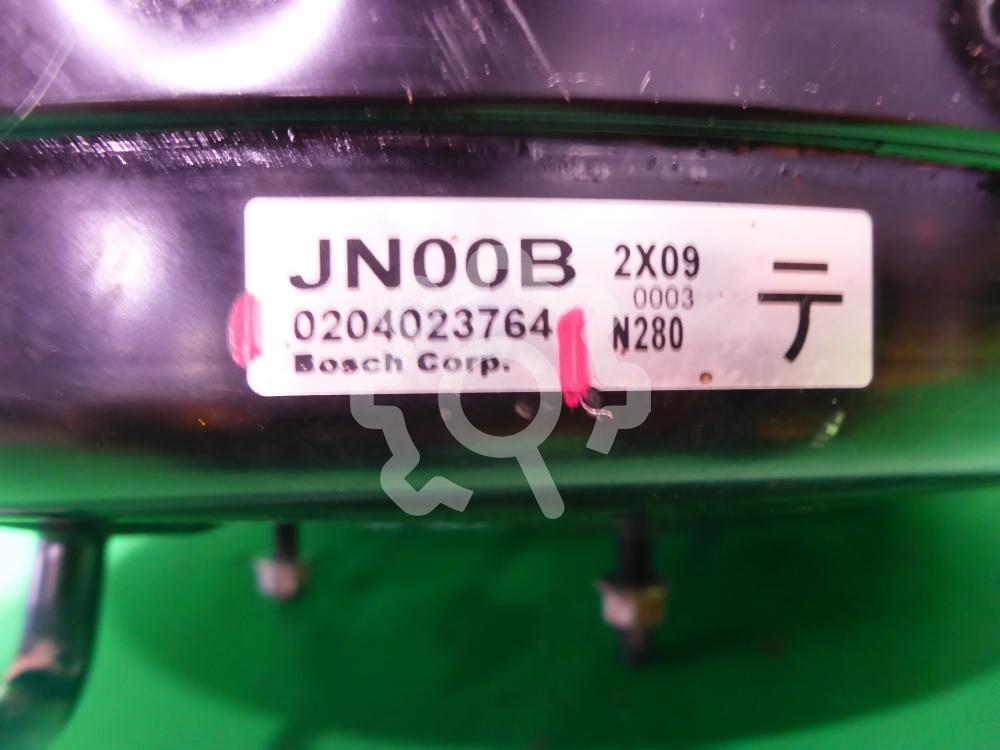 JN00B
0204023764
Bosch Corp.
2X09
0003
N280
テ